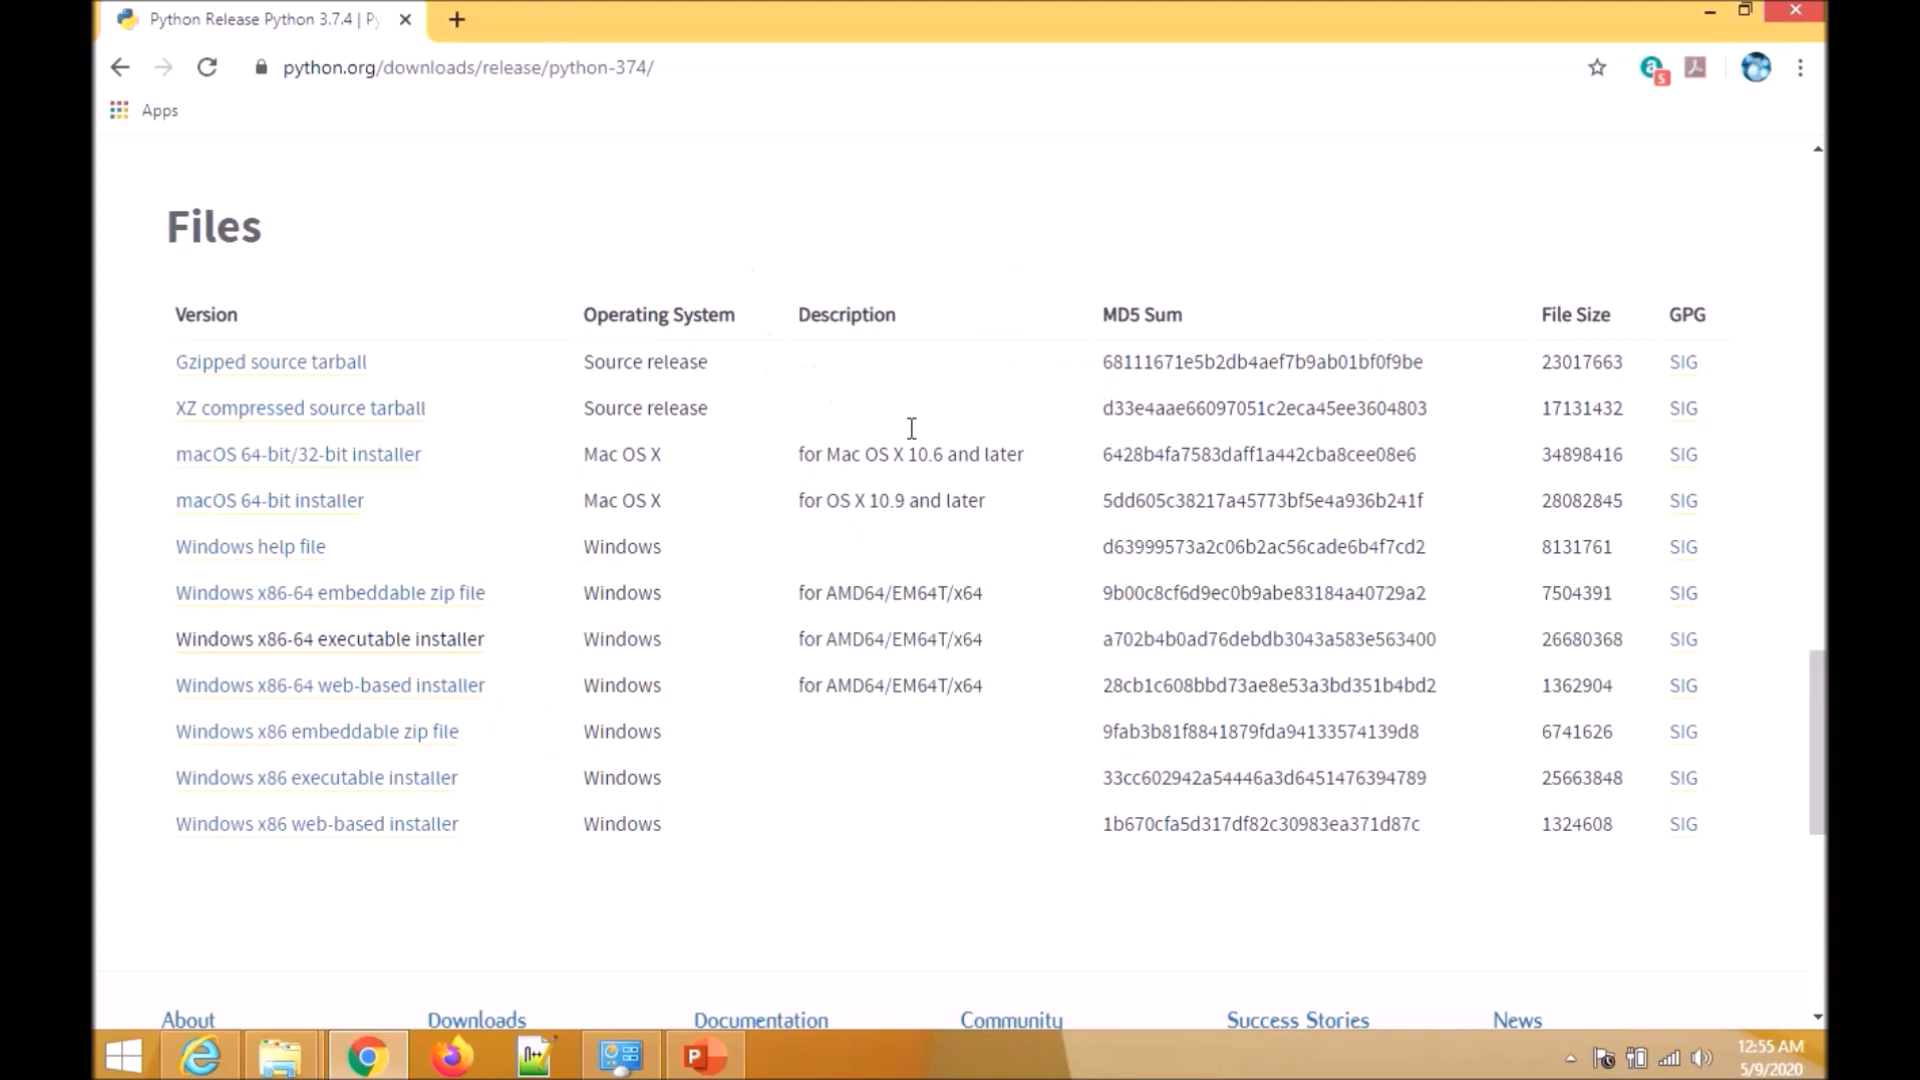 Python Release Python 3.7.4 | Py
python.org/downloads/release/python-374/
5
Apps
Files
Version Operating System Description MD5 Sum File Size GPG
Gzipped source tarball Source release 68111671e5b2db4aef7b9ab01bf0f9be 23017663 SIG
XZ compressed source tarball Source release d33e4aae66097051c2eca45ee3604803 17131432 SIG
macOS 64-bit/32-bit installer Mac OS X for Mac OS X 10.6 and later 6428b4fa7583daff1a442cba8cee08e6 34898416 SIG
macOS 64-bit installer Mac OS X for OS X 10.9 and later 5dd605c38217a45773bf5e4a936b241f 28082845 SIG
Windows help file Windows d63999573a2c06b2ac56cade6b4f7cd2 8131761 SIG
Windows x86-64 embeddable zip file Windows for AMD64/EM64T/x64 9b00c8cf6d9ec0b9abe83184a40729a2 7504391 SIG
Windows x86-64 executable installer Windows for AMD64/EM64T/x64 a702b4b0ad76debdb3043a583e563400 26680368 SIG
Windows x86-64 web-based installer Windows for AMD64/EM64T/x64 28cb1c608bbd73ae8e53a3bd351b4bd2 1362904 SIG
Windows x86 embeddable zip file Windows 9fab3b81f8841879fda94133574139d8 6741626 SIG
Windows x86 executable installer Windows 33cc602942a54446a3d6451476394789 25663848 SIG
Windows x86 web-based installer Windows 1b670cfa5d317df82c30983ea371d87c 1324608 SIG
About Downloads Documentation Community Success Stories News
12:55 AM
5/9/2020